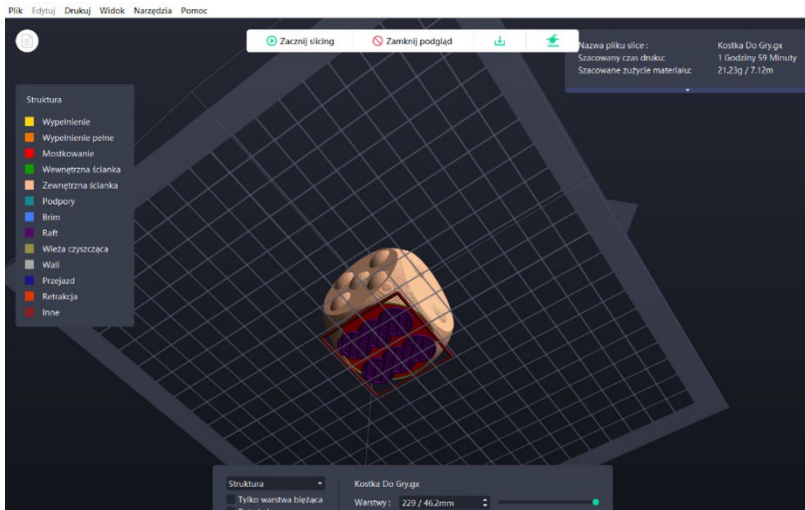 Plik Edytuj Drukuj Widok Narzędzia Pomoc
Zacznij slicing Zamknij podgląd
Nazwa pliku slice : Kostka Do Gry.gx
Szacowany czas druku: 1 Godziny 59 Minuty
Szacowane zużycie materiału: 21.23g / 7.12m
Struktura
Wypełnienie
Wypełnienie pełne
Mostkowanie
Wewnętrzna ścianka
Zewnętrzna ścianka
Podpory
Brim
Raft
Wieża czyszcząca
Wall
Przejazd
Retrakcja
Inne
Struktura Kostka Do Gry.gx
Tylko warstwa bieżąca Warstwy : 229 / 46.2mm